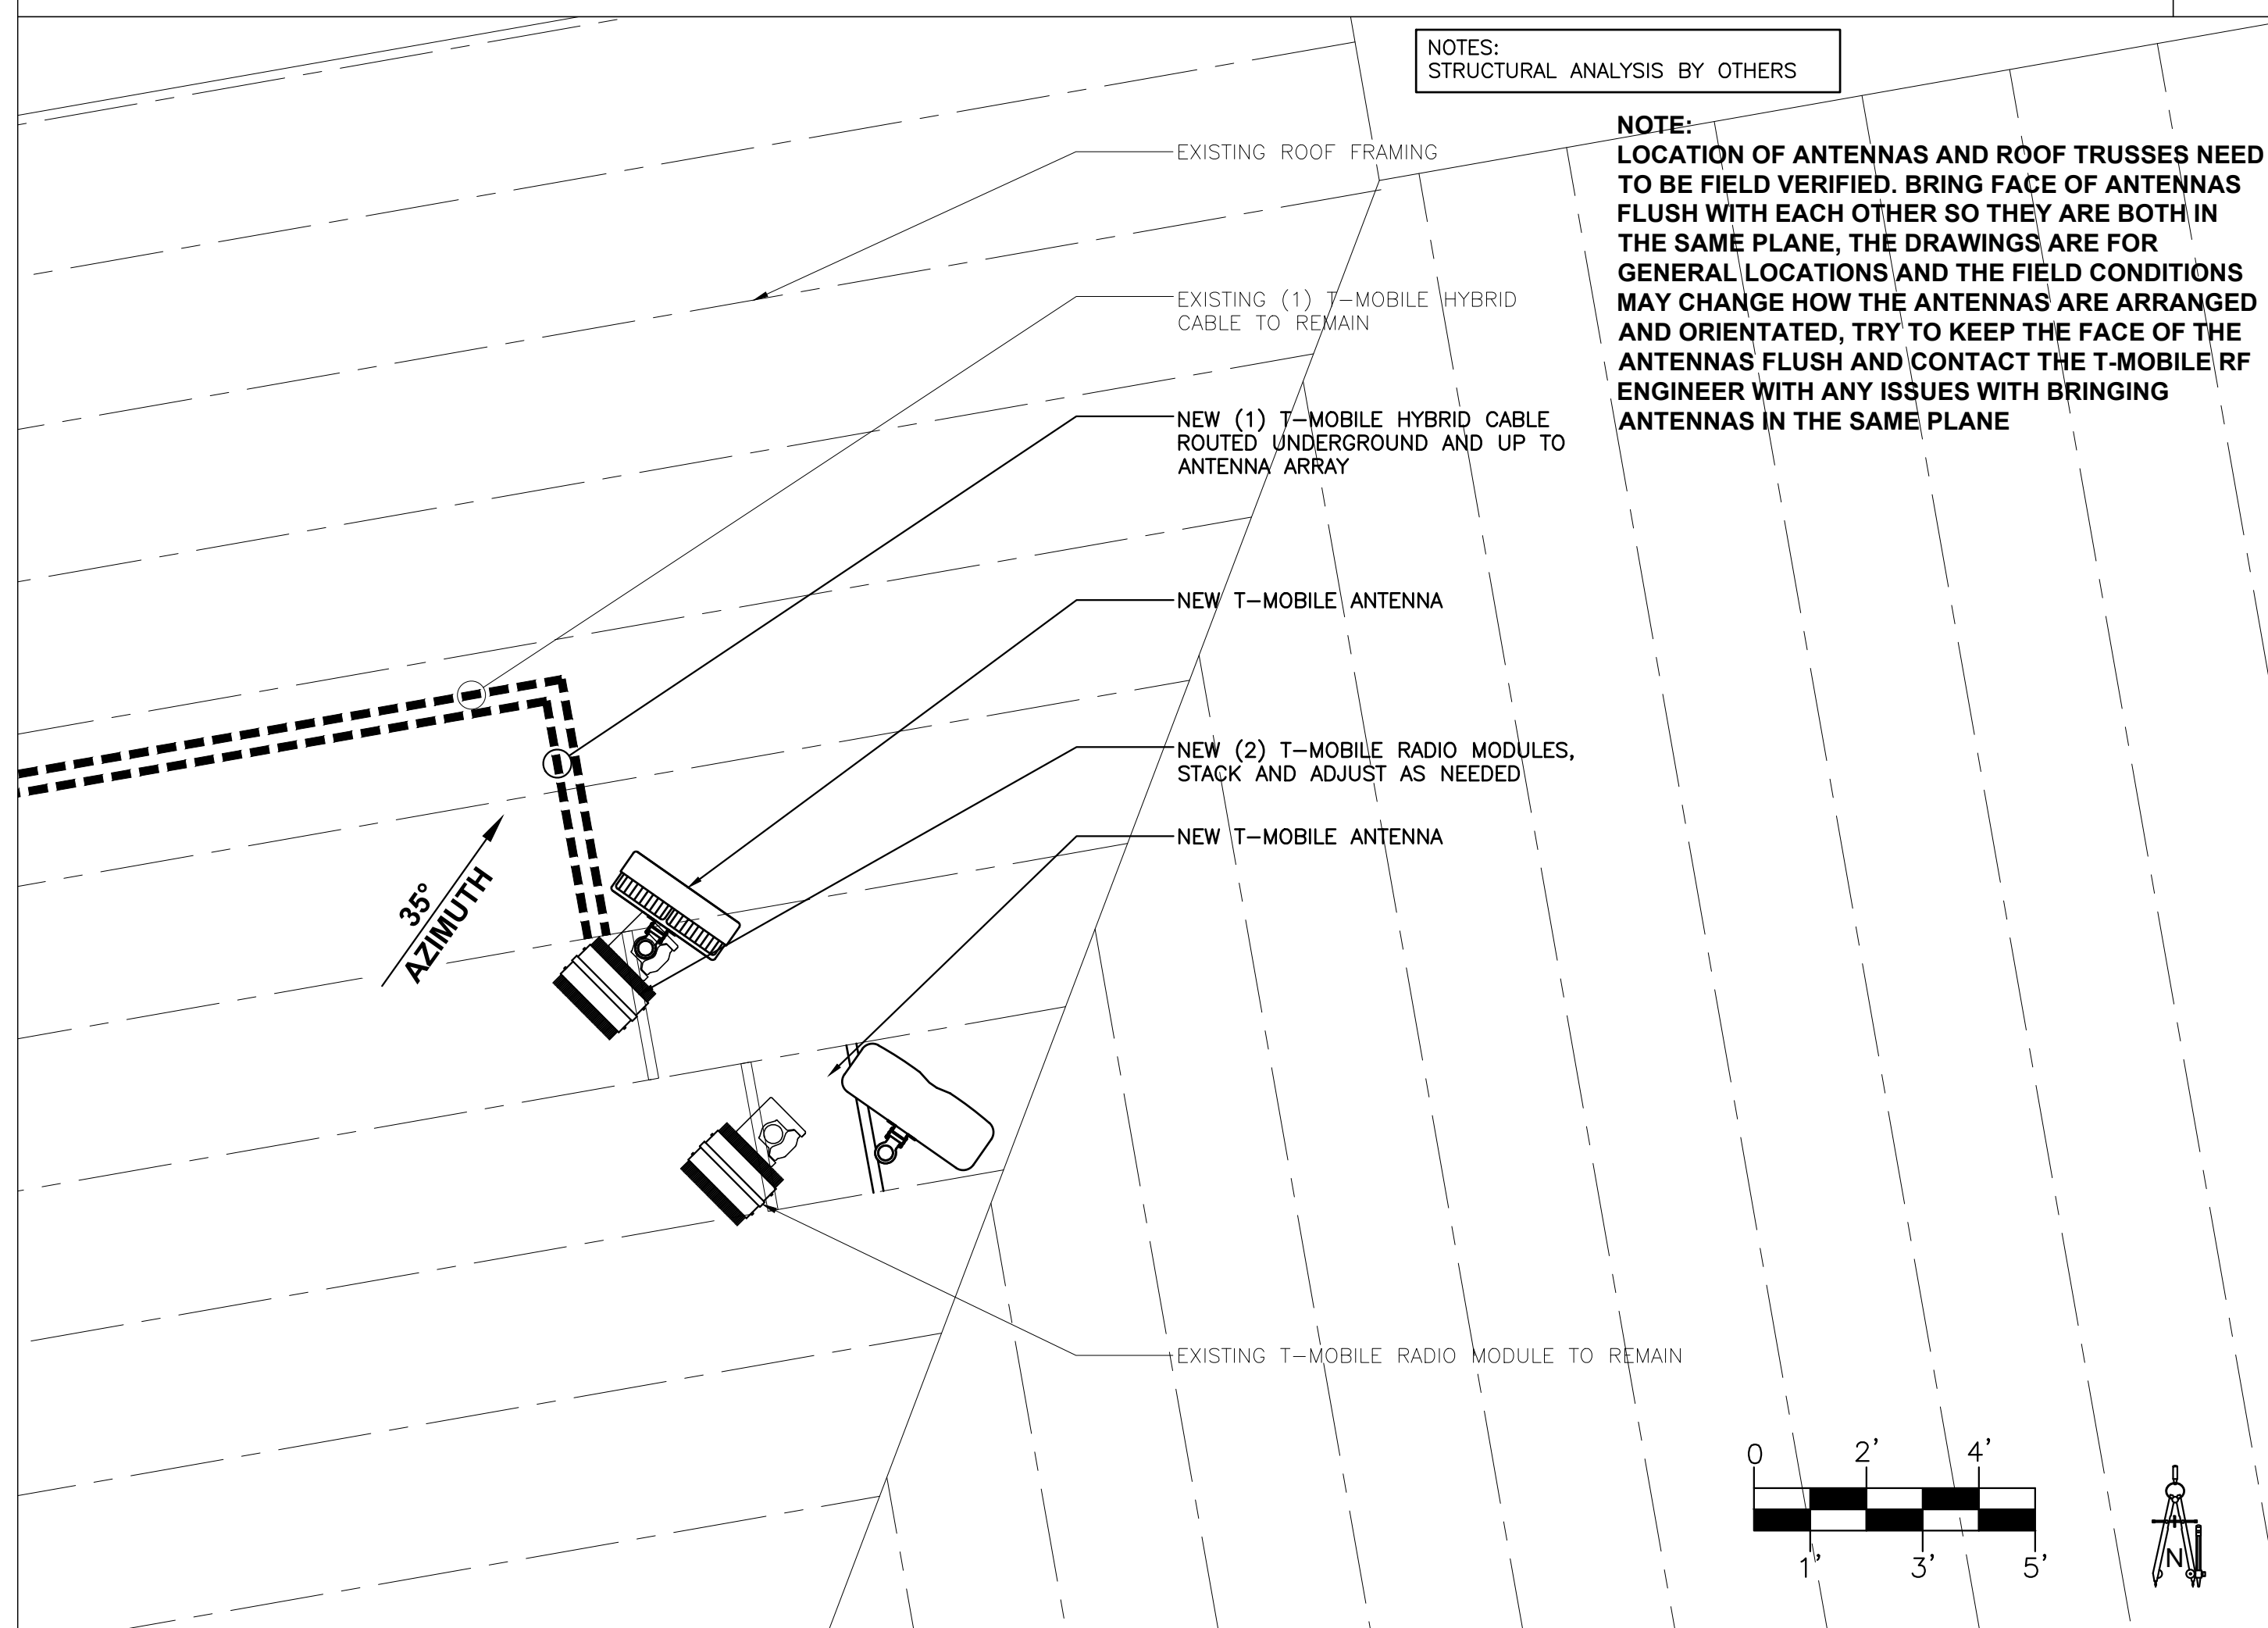 NOTES:
STRUCTURAL ANALYSIS BY OTHERS
NOTE:
LOCATION OF ANTENNAS AND ROOF TRUSSES NEED
TO BE FIELD VERIFIED. BRING FACE OF ANTENNAS
FLUSH WITH EACH OTHER SO THEY ARE BOTH IN
THE SAME PLANE, THE DRAWINGS ARE FOR
GENERAL LOCATIONS AND THE FIELD CONDITIONS
MAY CHANGE HOW THE ANTENNAS ARE ARRANGED
AND ORIENTATED, TRY TO KEEP THE FACE OF THE
ANTENNAS FLUSH AND CONTACT THE T-MOBILE RF
ENGINEER WITH ANY ISSUES WITH BRINGING
ANTENNAS IN THE SAME PLANE
EXISTING ROOF FRAMING
EXISTING (1) T-MOBILE HYBRID
CABLE TO REMAIN
NEW (1) T-MOBILE HYBRID CABLE
ROUTED UNDERGROUND AND UP TO
ANTENNA ARRAY
NEW T-MOBILE ANTENNA
NEW (2) T-MOBILE RADIO MODULES,
STACK AND ADJUST AS NEEDED
NEW T-MOBILE ANTENNA
35°
AZIMUTH
EXISTING T-MOBILE RADIO MODULE TO REMAIN
0 2' 4'
1' 3' 5'
N